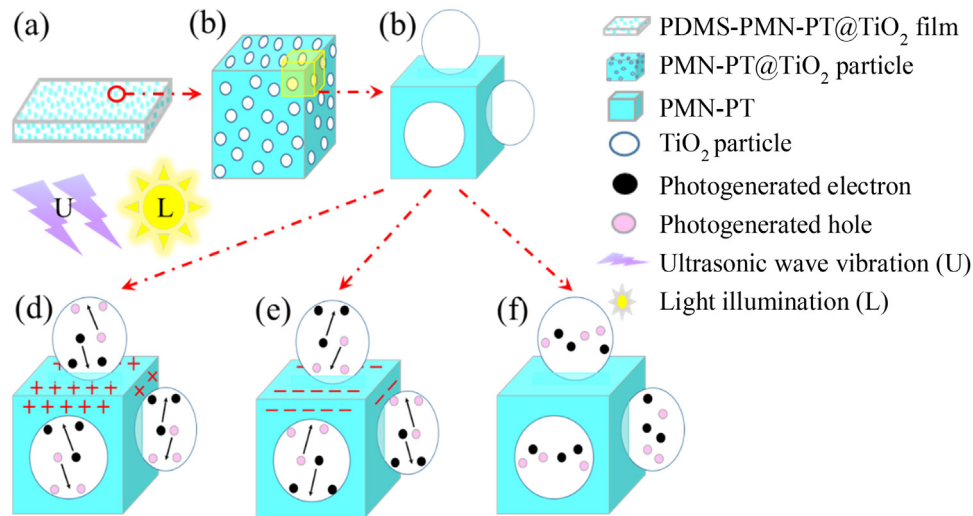 (a)
(b)
(b)
PDMS-PMN-PT@TiO₂ film
PMN-PT@TiO₂ particle
PMN-PT
TiO₂ particle
Photogenerated electron
Photogenerated hole
Ultrasonic wave vibration (U)
Light illumination (L)
U
L
(d)
(e)
(f)
+ +
+ + + + +
+ + + + +
+ +
− − −
− − − − −
− − − − −
− −